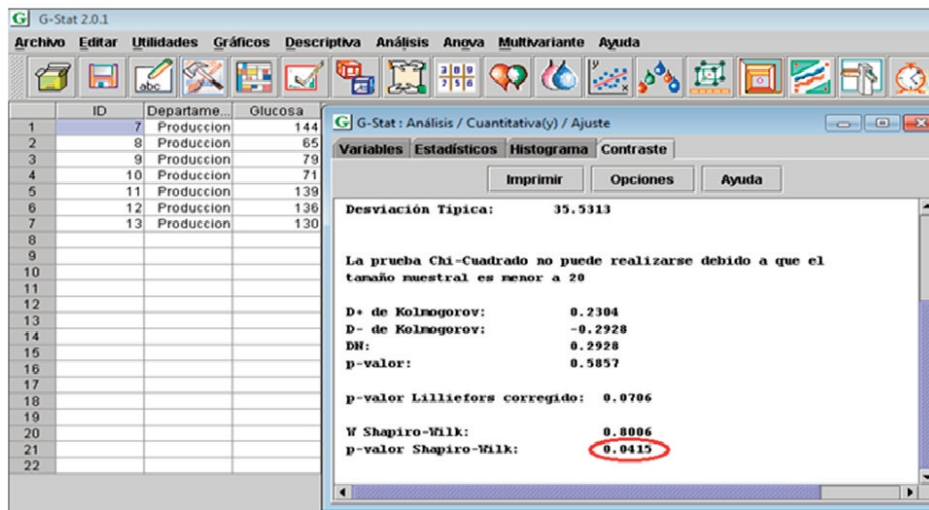 G G-Stat 2.0.1
Archivo Editar Utilidades Gráficos Descriptiva Análisis Anova Multivariante Ayuda
ID Departame... Glucosa
1 7 Produccion 144
2 8 Produccion 65
3 9 Produccion 79
4 10 Produccion 71
5 11 Produccion 139
6 12 Produccion 136
7 13 Produccion 130
8
9
10
11
12
13
14
15
16
17
18
19
20
21
22
G G-Stat : Análisis / Cuantitativa(y) / Ajuste
Variables Estadísticos Histograma Contraste
Imprimir Opciones Ayuda
Desviación Típica: 35.5313
La prueba Chi-Cuadrado no puede realizarse debido a que el
tamaño muestral es menor a 20
D+ de Kolmogorov: 0.2304
D- de Kolmogorov: -0.2928
DN: 0.2928
p-valor: 0.5857
p-valor Lilliefors corregido: 0.0706
W Shapiro-Wilk: 0.8006
p-valor Shapiro-Wilk: 0.0415